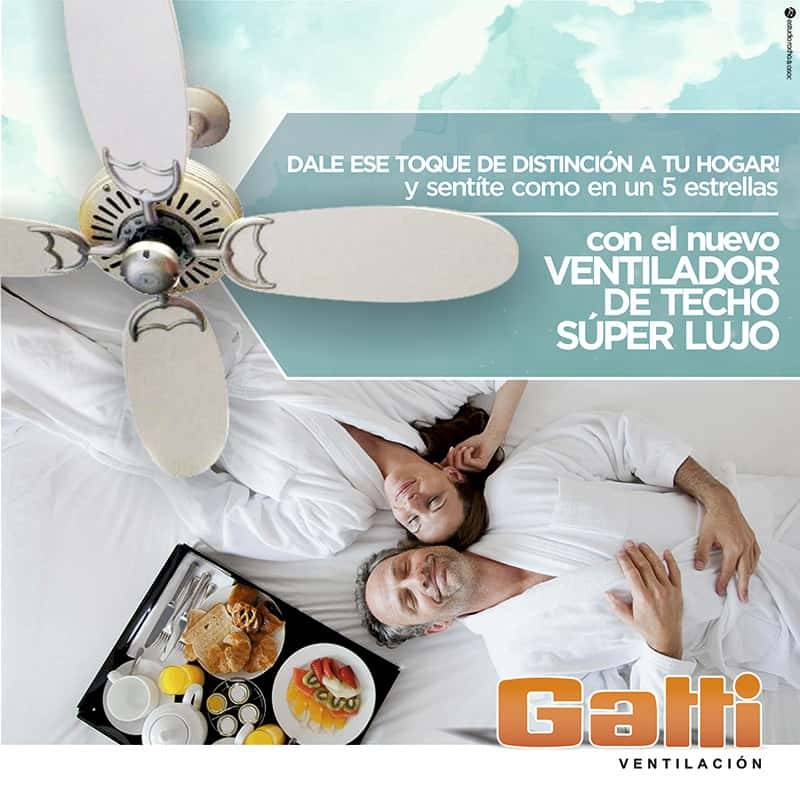 DALE ESE TOQUE DE DISTINCIÓN A TU HOGAR!
y sentíte como en un 5 estrellas
con el nuevo
VENTILADOR
DE TECHO
SÚPER LUJO
Gatti
VENTILACIÓN